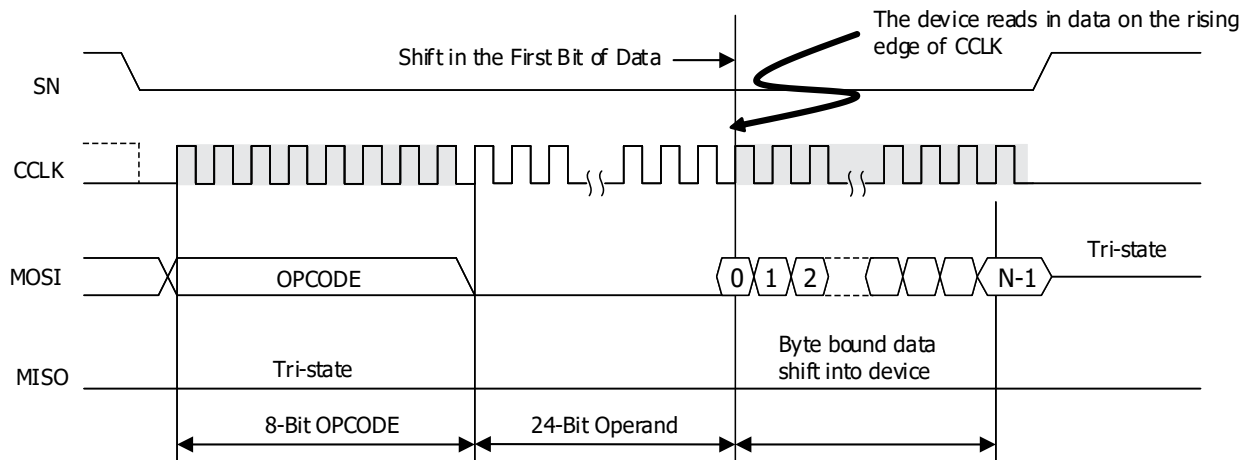 The device reads in data on the rising
edge of CCLK
Shift in the First Bit of Data
SN
CCLK
MOSI
OPCODE
0
1
2
N-1
Tri-state
MISO
Tri-state
Byte bound data
shift into device
8-Bit OPCODE
24-Bit Operand